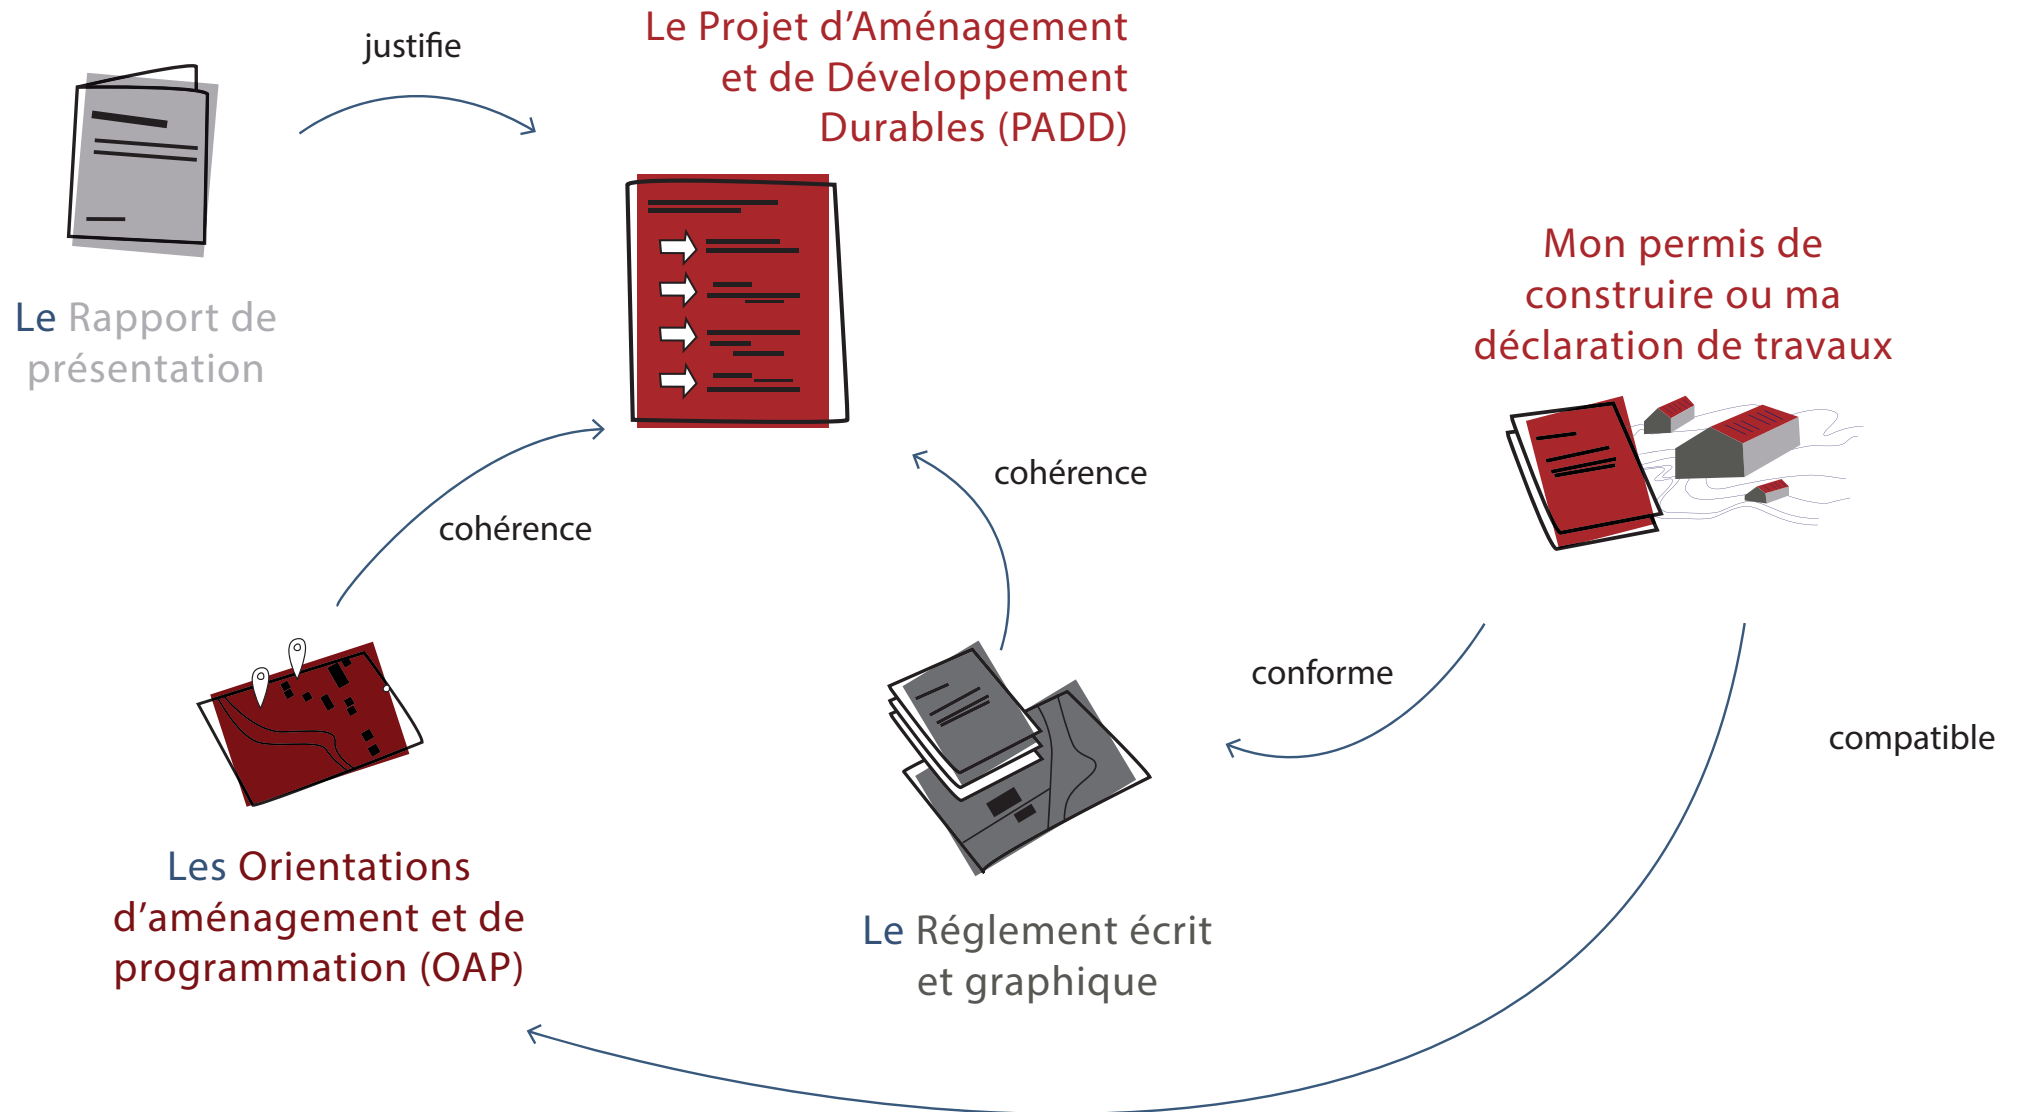 justifie
Le Projet d’Aménagement
et de Développement
Durables (PADD)
Le Rapport de
présentation
Mon permis de
construire ou ma
déclaration de travaux
cohérence
cohérence
conforme
compatible
Les Orientations
d’aménagement et de
programmation (OAP)
Le Réglement écrit
et graphique